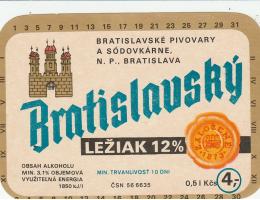 1 3 5 7 9 11 13 15 17 19 21 23 25 27 29 31
BRATISLAVSKÉ PIVOVARY
A SÓDOVKÁRNE,
N. P., BRATISLAVA
Bratislavský
LEŽIAK 12%
OBSAH ALKOHOLU
MIN. 3,1% OBJEMOVÁ
VYUŽITEĽNÁ ENERGIA
1850 kJ/l
MIN. TRVANLIVOSŤ 10 DNÍ
ČSN 56 6635
0,5 l Kčs
4,-